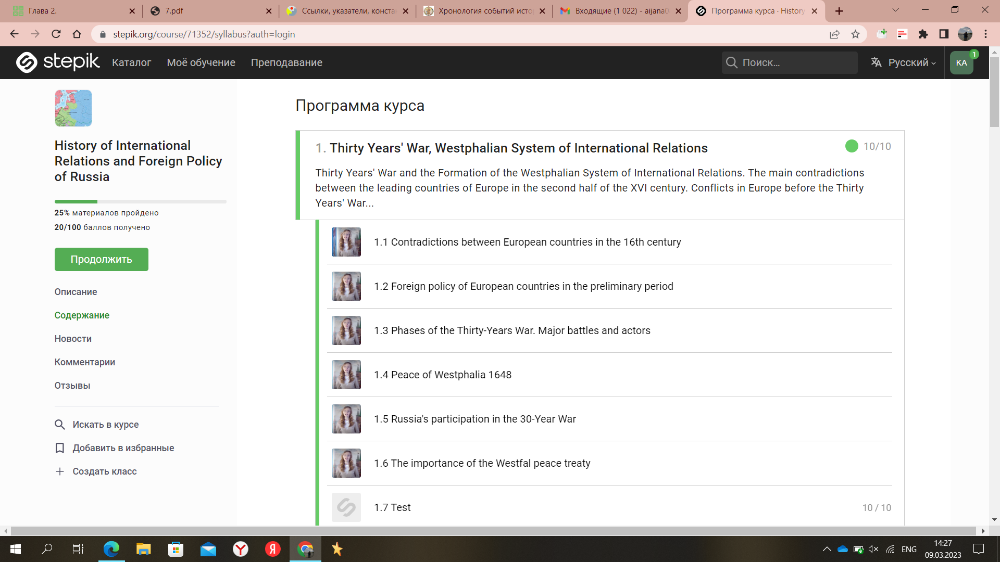 Глава 2.
7.pdf
Ссылки, указатели, конста
Хронология событий исто
Входящие (1 022) - aijana0
Программа курса · History
stepik.org/course/71352/syllabus?auth=login
stepik
Каталог
Моё обучение
Преподавание
Поиск...
Русский
KA
1
History of International
Relations and Foreign Policy
of Russia
25% материалов пройдено
20/100 баллов получено
Продолжить
Описание
Содержание
Новости
Комментарии
Отзывы
Искать в курсе
Добавить в избранные
Создать класс
Программа курса
1. Thirty Years' War, Westphalian System of International Relations
10/10
Thirty Years' War and the Formation of the Westphalian System of International Relations. The main contradictions
between the leading countries of Europe in the second half of the XVI century. Conflicts in Europe before the Thirty
Years' War...
1.1 Contradictions between European countries in the 16th century
1.2 Foreign policy of European countries in the preliminary period
1.3 Phases of the Thirty-Years War. Major battles and actors
1.4 Peace of Westphalia 1648
1.5 Russia's participation in the 30-Year War
1.6 The importance of the Westfal peace treaty
1.7 Test
10 / 10
Y
Я
ENG
14:27
09.03.2023